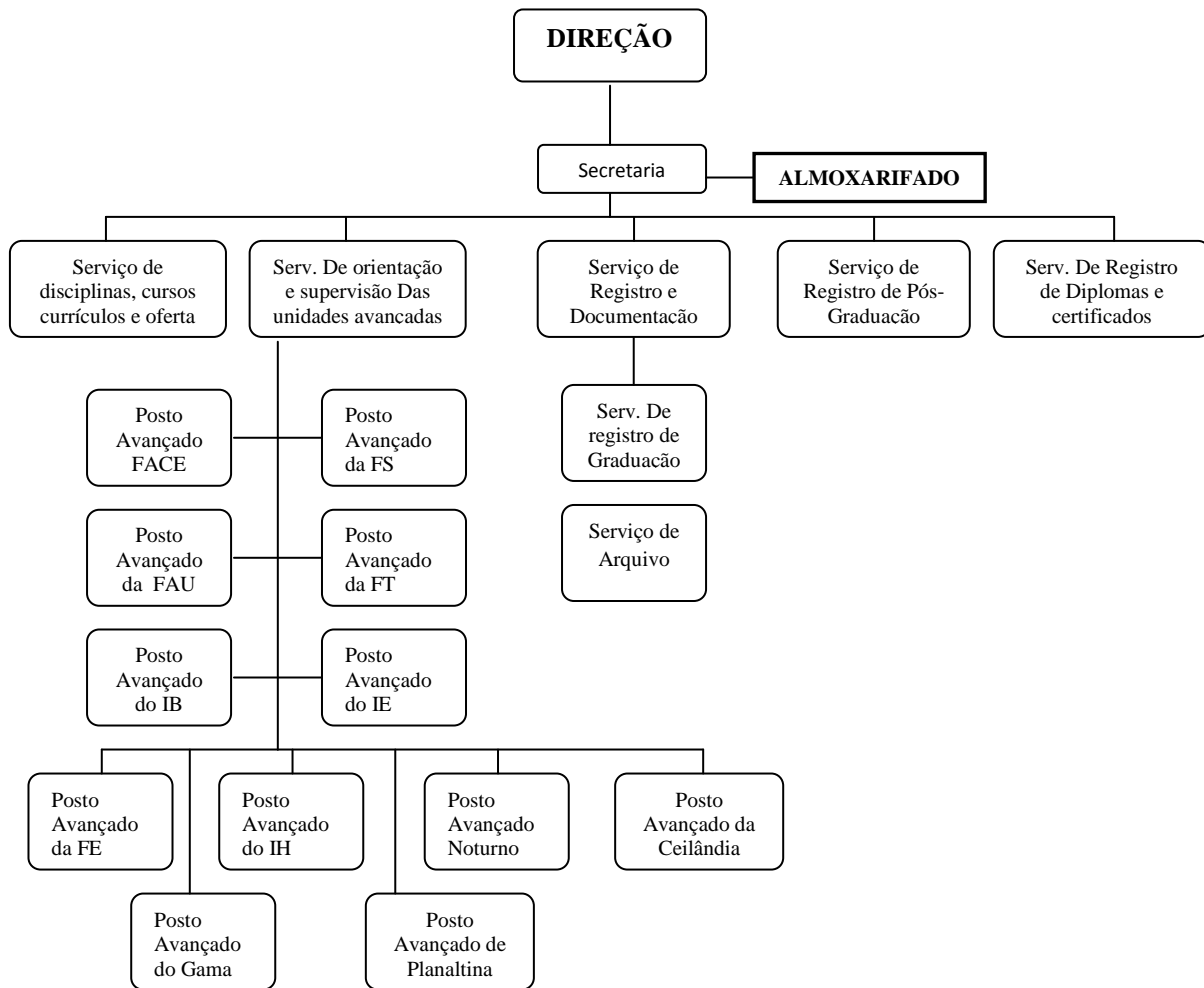 DIREÇÃO
Secretaria
ALMOXARIFADO
Serviço de
disciplinas, cursos
currículos e oferta
Serv. De orientação
e supervisão Das
unidades avancadas
Serviço de
Registro e
Documentacão
Serviço de
Registro de Pós-
Graduacão
Serv. De Registro
de Diplomas e
certificados
Posto
Avançado
FACE
Posto
Avançado
da FS
Serv. De
registro de
Graduacão
Posto
Avançado
da FAU
Posto
Avançado
da FT
Serviço de
Arquivo
Posto
Avançado
do IB
Posto
Avançado
do IE
Posto
Avançado
da FE
Posto
Avançado
do IH
Posto
Avançado
Noturno
Posto
Avançado da
Ceilândia
Posto
Avançado
do Gama
Posto
Avançado de
Planaltina